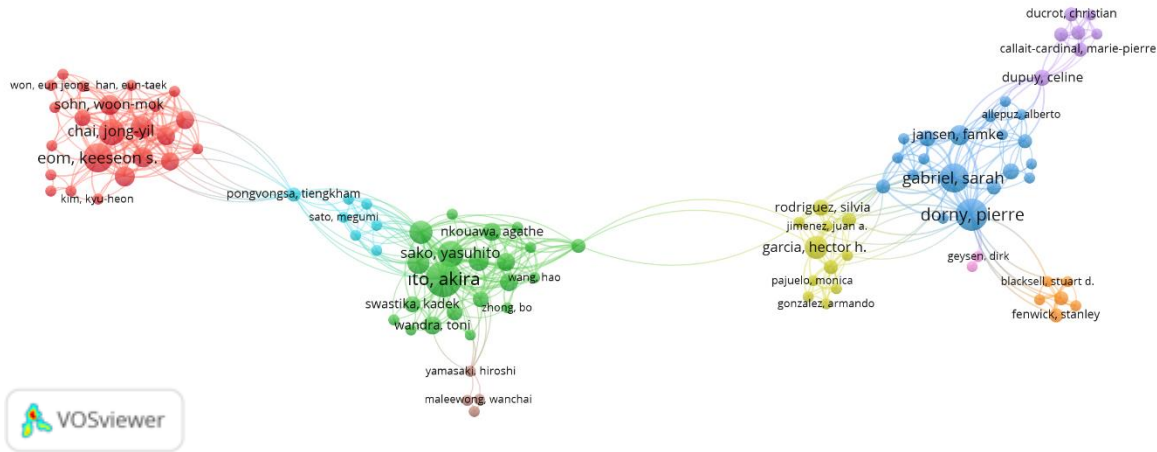 ducrot, christian
callait-cardinal, marie-pierre
dupuy, celine
won, eun jeong
han, eun-taek
sohn, woon-mok
chai, jong-yil
eom, keeseon s.
kim, kyu-heon
allepuz, alberto
jansen, famke
gabriel, sarah
dorny, pierre
pongvongsa, tiengkham
sato, megumi
nkouawa, agathe
sako, yasuhito
wang, hao
ito, akira
swastika, kadek
zhong, bo
wandra, toni
yamasaki, hiroshi
maleewong, wanchai
rodriguez, silvia
jimenez, juan a.
garcia, hector h.
pajuelo, monica
gonzalez, armando
geysen, dirk
blacksell, stuart d.
fenwick, stanley
VOSviewer